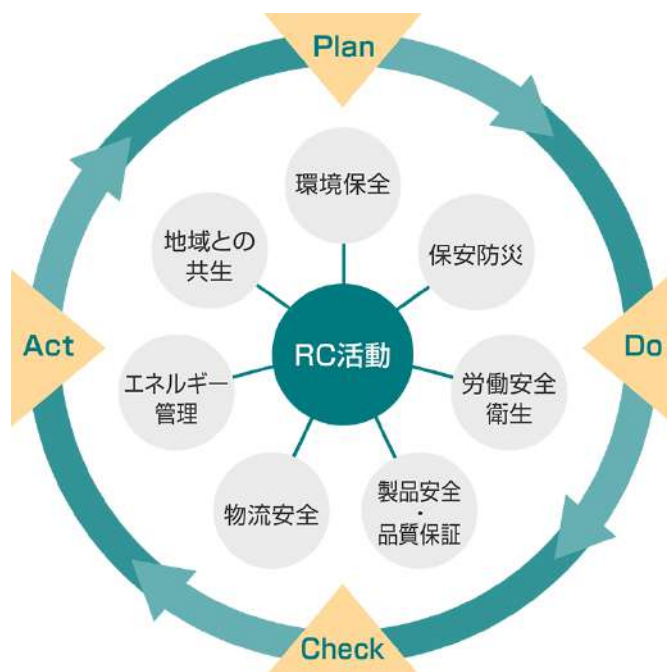 Plan
環境保全
地域との
共生
保安防災
Act
RC活動
Do
エネルギー
管理
労働安全
衛生
物流安全
製品安全
・
品質保証
Check